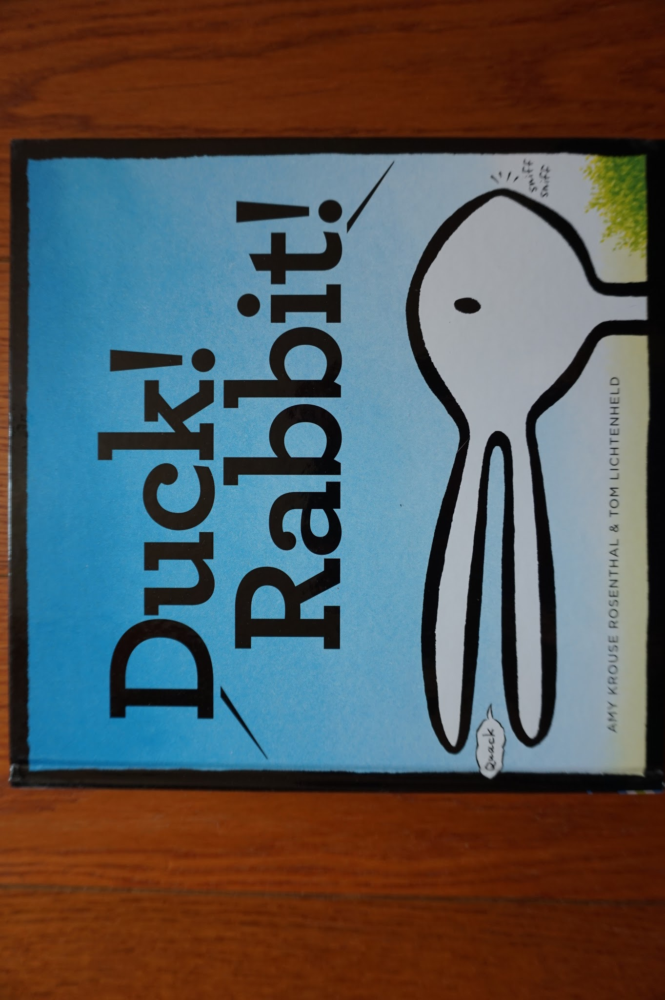 Duck!
Rabbit!
sniff
sniff
Quack
AMY KROUSE ROSENTHAL & TOM LICHTENHELD